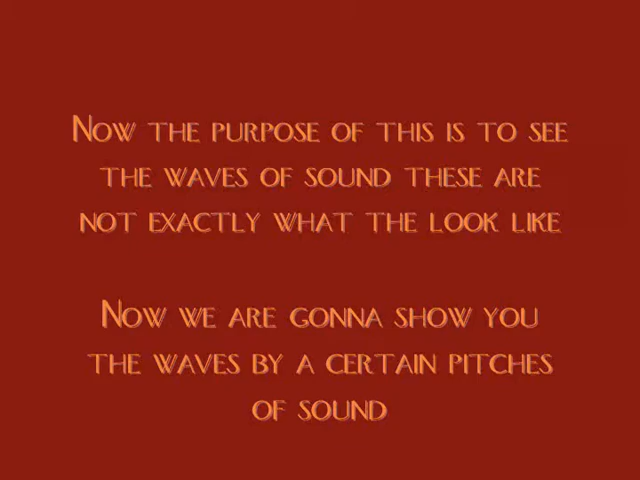 Now the purpose of this is to see
the waves of sound these are
not exactly what the look like
Now we are gonna show you
the waves by a certain pitches
of sound